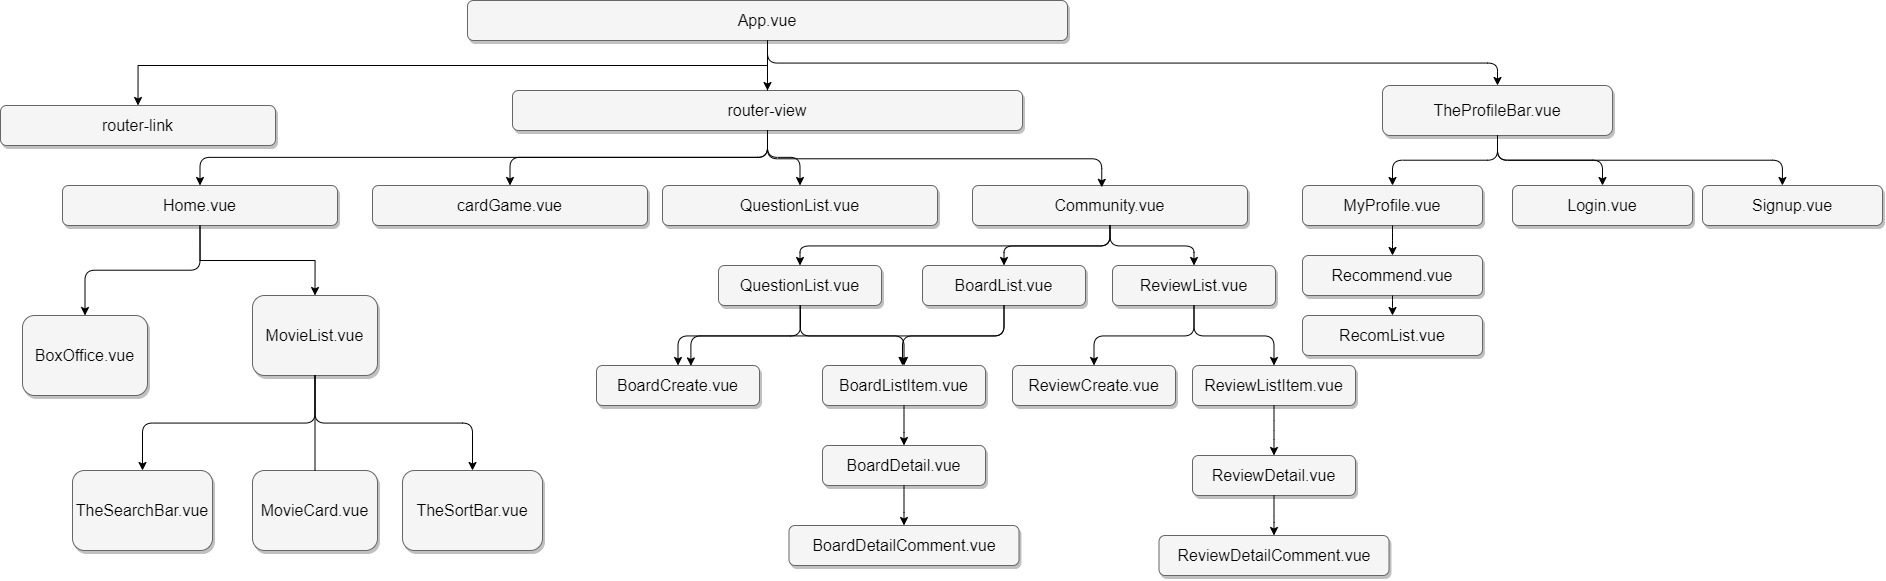 App.vue
router-link
router-view
TheProfileBar.vue
Home.vue
cardGame.vue
QuestionList.vue
Community.vue
MyProfile.vue
Login.vue
Signup.vue
QuestionList.vue
BoardList.vue
ReviewList.vue
Recommend.vue
BoxOffice.vue
MovieList.vue
RecomList.vue
BoardCreate.vue
BoardListItem.vue
ReviewCreate.vue
ReviewListItem.vue
BoardDetail.vue
ReviewDetail.vue
TheSearchBar.vue
MovieCard.vue
TheSortBar.vue
BoardDetailComment.vue
ReviewDetailComment.vue